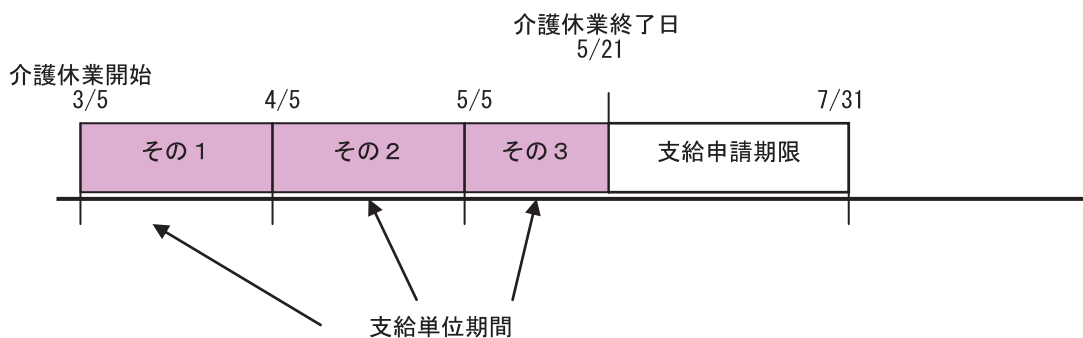 介護休業終了日
5/21
介護休業開始
3/5
4/5
5/5
7/31
その1
その2
その3
支給申請期限
支給単位期間